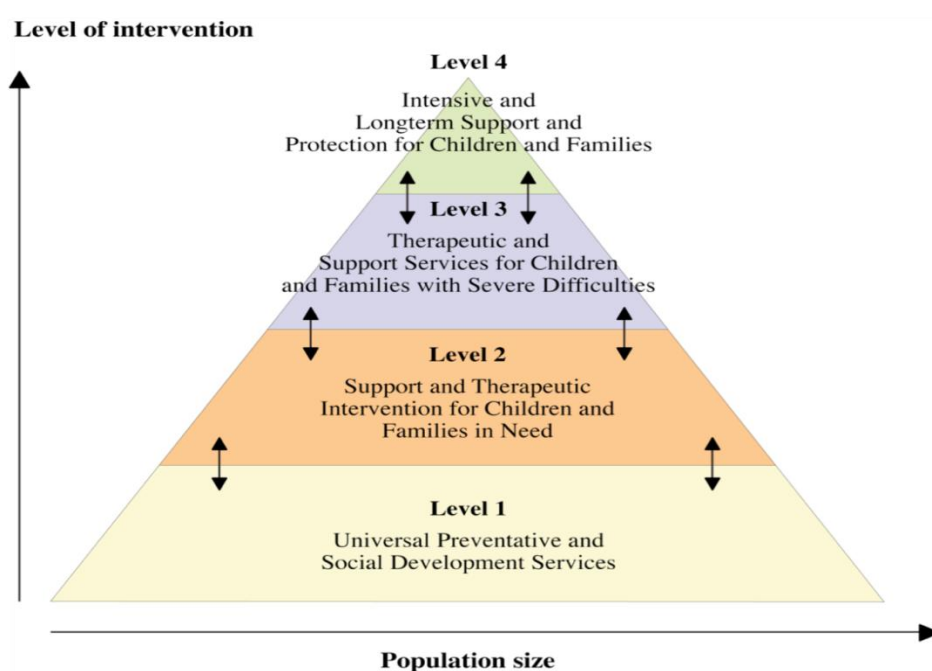 Level of intervention
Level 4
Intensive and
Longterm Support and
Protection for Children and Families
Level 3
Therapeutic and
Support Services for Children
and Families with Severe Difficulties
Level 2
Support and Therapeutic
Intervention for Children and
Families in Need
Level 1
Universal Preventative and
Social Development Services
Population size